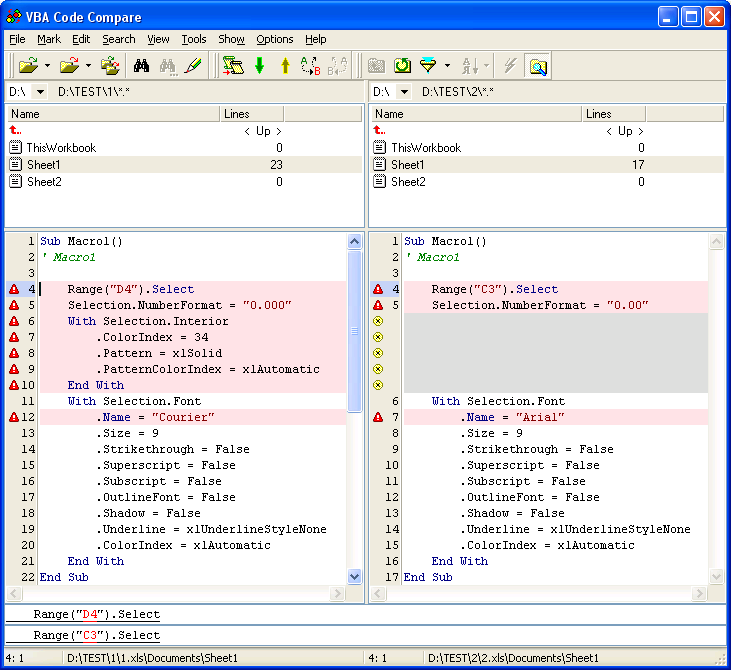 VBA Code Compare
File Mark Edit Search View Tools Show Options Help
D:\ D:\TEST\1\*.*
Name Lines
< Up >
ThisWorkbook 0
Sheet1 23
Sheet2 0
D:\ D:\TEST\2\*.*
Name Lines
< Up >
ThisWorkbook 0
Sheet1 17
Sheet2 0
1 Sub Macro1()
2 ' Macro1
3
4 Range("D4").Select
5 Selection.NumberFormat = "0.000"
6 With Selection.Interior
7 .ColorIndex = 34
8 .Pattern = xlSolid
9 .PatternColorIndex = xlAutomatic
10 End With
11 With Selection.Font
12 .Name = "Courier"
13 .Size = 9
14 .Strikethrough = False
15 .Superscript = False
16 .Subscript = False
17 .OutlineFont = False
18 .Shadow = False
19 .Underline = xlUnderlineStyleNone
20 .ColorIndex = xlAutomatic
21 End With
22 End Sub
1 Sub Macro1()
2 ' Macro1
3
4 Range("C3").Select
5 Selection.NumberFormat = "0.00"
6 With Selection.Font
7 .Name = "Arial"
8 .Size = 9
9 .Strikethrough = False
10 .Superscript = False
11 .Subscript = False
12 .OutlineFont = False
13 .Shadow = False
14 .Underline = xlUnderlineStyleNone
15 .ColorIndex = xlAutomatic
16 End With
17 End Sub
Range("D4").Select
Range("C3").Select
4: 1 D:\TEST\1\1.xls\Documents\Sheet1 4: 1 D:\TEST\2\2.xls\Documents\Sheet1